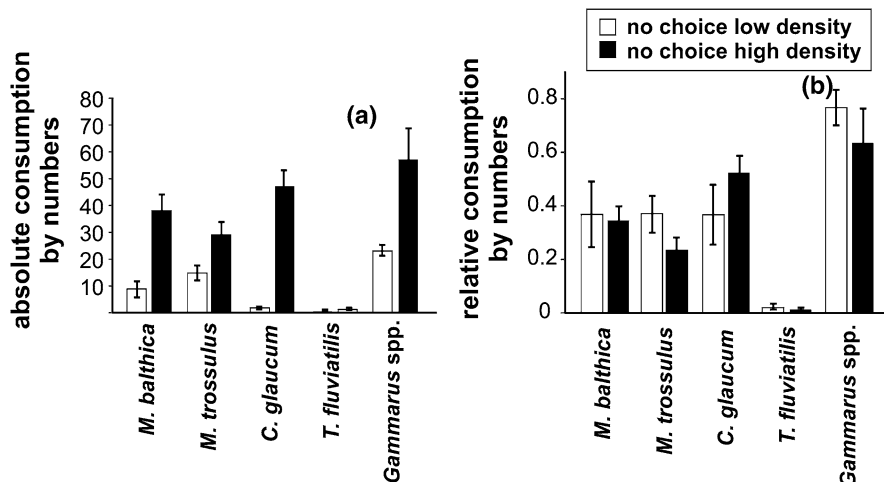 no choice low density
no choice high density
absolute consumption
by numbers
80
70
60
50
40
30
20
10
(a)
M. balthica
M. trossulus
C. glaucum
T. fluviatilis
Gammarus spp.
relative consumption
by numbers
0.8
0.6
0.4
0.2
0
(b)
M. balthica
M. trossulus
C. glaucum
T. fluviatilis
Gammarus spp.